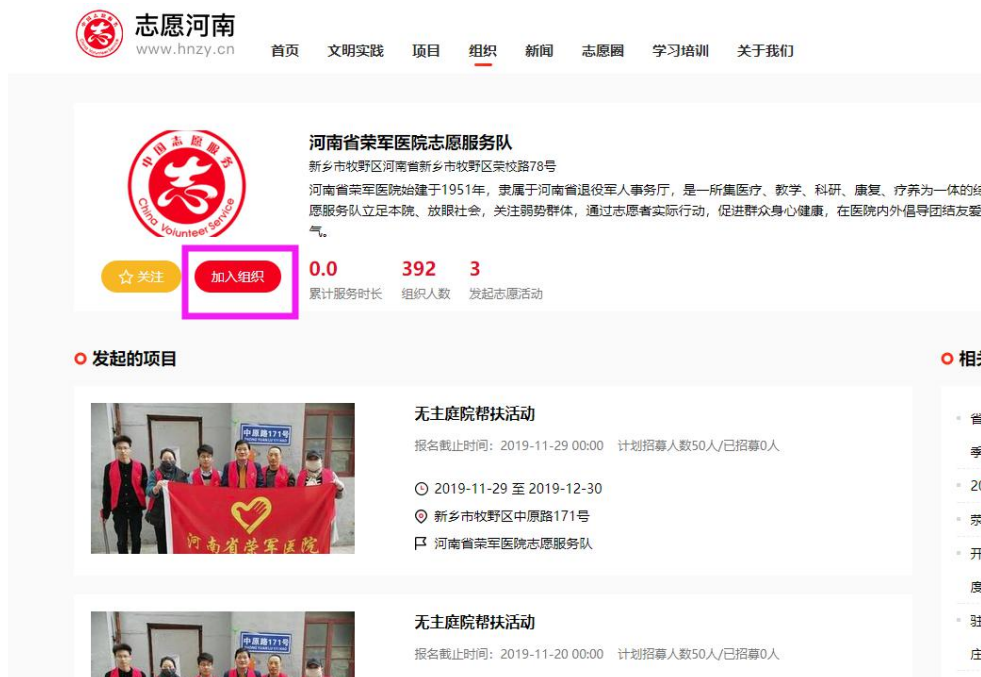 志愿河南
www.hnzy.cn
首页 文明实践 项目 组织 新闻 志愿圈 学习培训 关于我们
中国志愿服务
China Volunteer Service
河南省荣军医院志愿服务队
新乡市牧野区河南省新乡市牧野区荣校路78号
河南省荣军医院始建于1951年，隶属于河南省退役军人事务厅，是一所集医疗、教学、科研、康复、疗养为一体的综
愿服务队立足本院、放眼社会，关注弱势群体，通过志愿者实际行动，促进群众身心健康，在医院内外倡导团结友爱
气。
关注 加入组织
0.0 392 3
累计服务时长 组织人数 发起志愿活动
发起的项目
无主庭院帮扶活动
报名截止时间：2019-11-29 00:00 计划招募人数50人/已招募0人
2019-11-29 至 2019-12-30
新乡市牧野区中原路171号
河南省荣军医院志愿服务队
中原路171号
河南省荣军医院
无主庭院帮扶活动
报名截止时间：2019-11-20 00:00 计划招募人数50人/已招募0人
中原路171号
相
省
季
20
荥
开
度
驻
庄